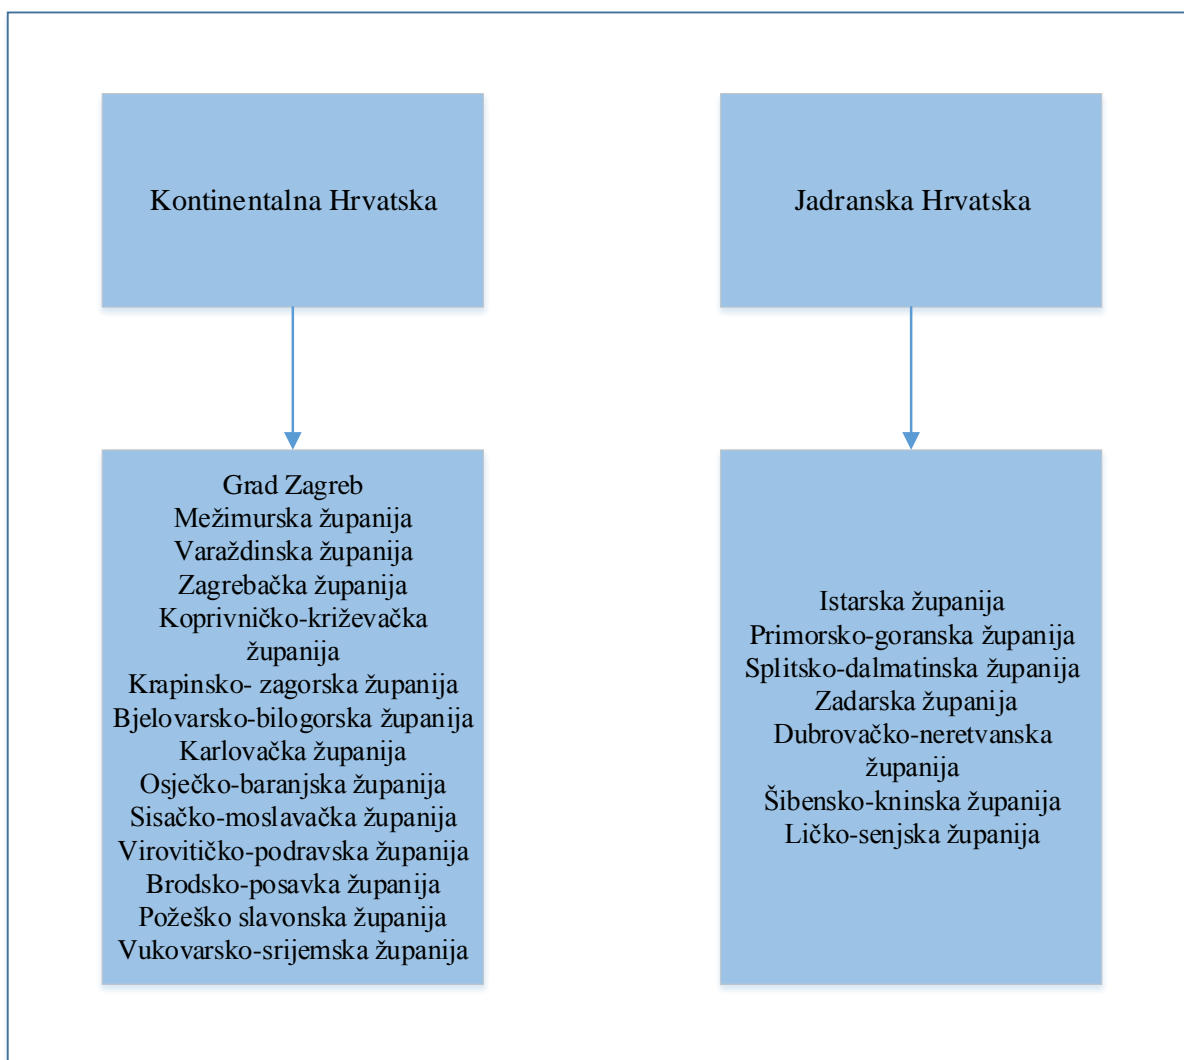 Kontinentalna Hrvatska
Jadranska Hrvatska
Grad Zagreb
Mežimurska županija
Varaždinska županija
Zagrebačka županija
Koprivničko-križevačka
županija
Krapinsko- zagorska županija
Bjelovarsko-bilogorska županija
Karlovačka županija
Osječko-baranjska županija
Sisačko-moslavačka županija
Virovitičko-podravska županija
Brodsko-posavka županija
Požeško slavonska županija
Vukovarsko-srijemska županija
Istarska županija
Primorsko-goranska županija
Splitsko-dalmatinska županija
Zadarska županija
Dubrovačko-neretvanska
županija
Šibensko-kninska županija
Ličko-senjska županija